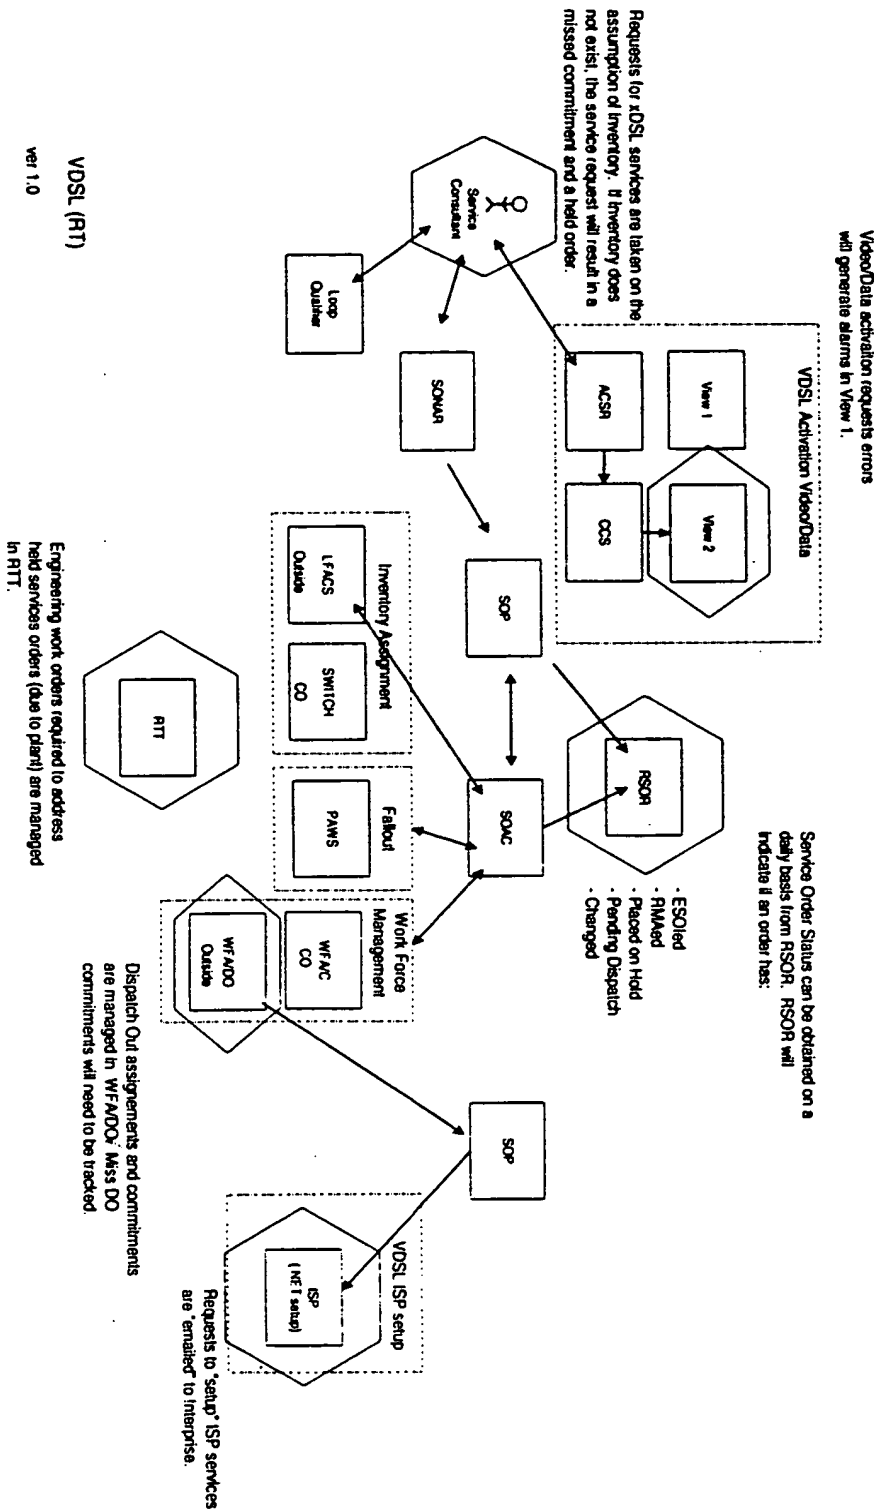 Video/Data activaiton requests errors
will generate alarms in View 1.
Service Order Status can be obtained on a
daily basis from RSOR. RSOR will
indicate if an order has:
- ESOIed
- RMAed
- Placed on Hold
- Pending Dispatch
- Changed
VDSL Activation Video/Data
View 1
View 2
ACSR
CCS
Requests for xDSL services are taken on the
assumption of inventory. If inventory does
not exist, the service request will result in a
missed commitment and a held order.
Service
Consultant
Loop
Qualifier
SONAR
SOP
RSOR
SOAC
SOP
Inventory Assignment
LFACS
Outside
SWITCH
CO
Fallout
PAWS
Work Force
Management
WFA/C
CO
WFA/DO
Outside
VDSL ISP setup
ISP
(.NET setup)
Requests to "setup" ISP services
are "emailed" to !nterprise.
Dispatch Out assignements and commitments
are managed in WFA/DO. Miss DO
commitments will need to be tracked.
RTT
Engineering work orders required to address
held services orders (due to plant) are managed
in RTT.
VDSL (RT)
ver 1.0